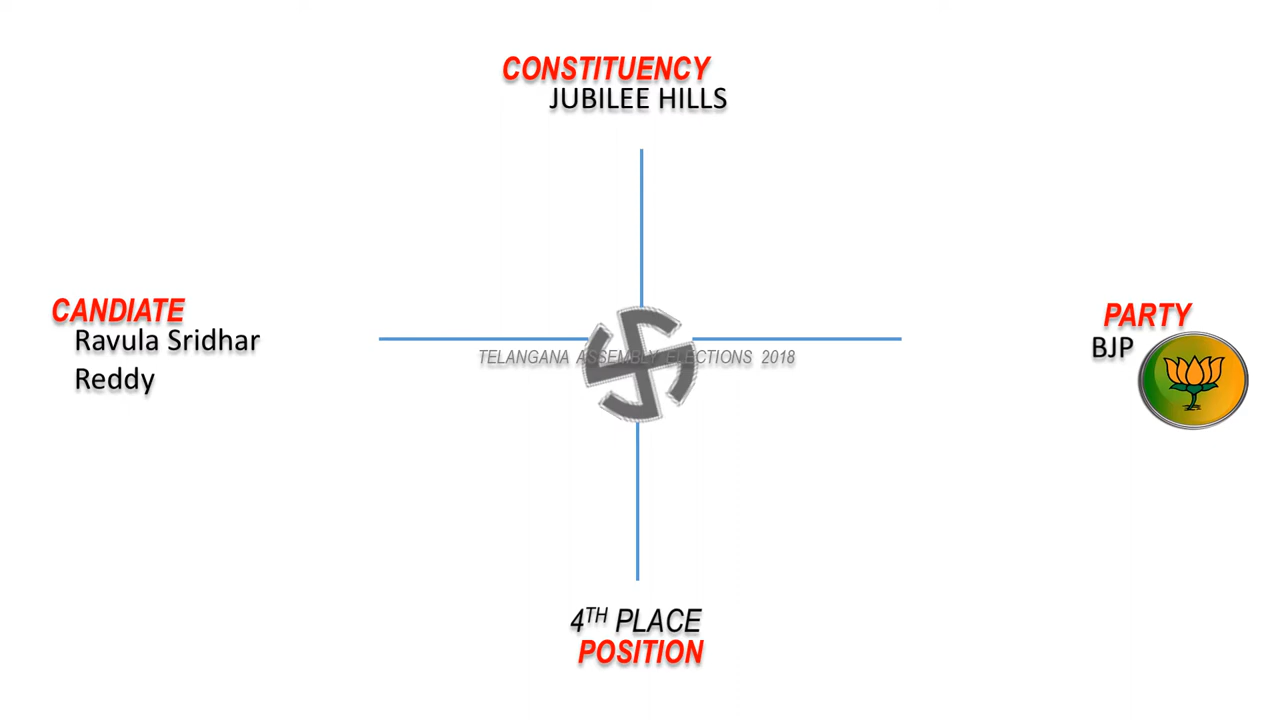 CONSTITUENCY
JUBILEE HILLS
CANDIATE
Ravula Sridhar
Reddy
PARTY
BJP
TELANGANA ASSEMBLY ELECTIONS 2018
4TH PLACE
POSITION